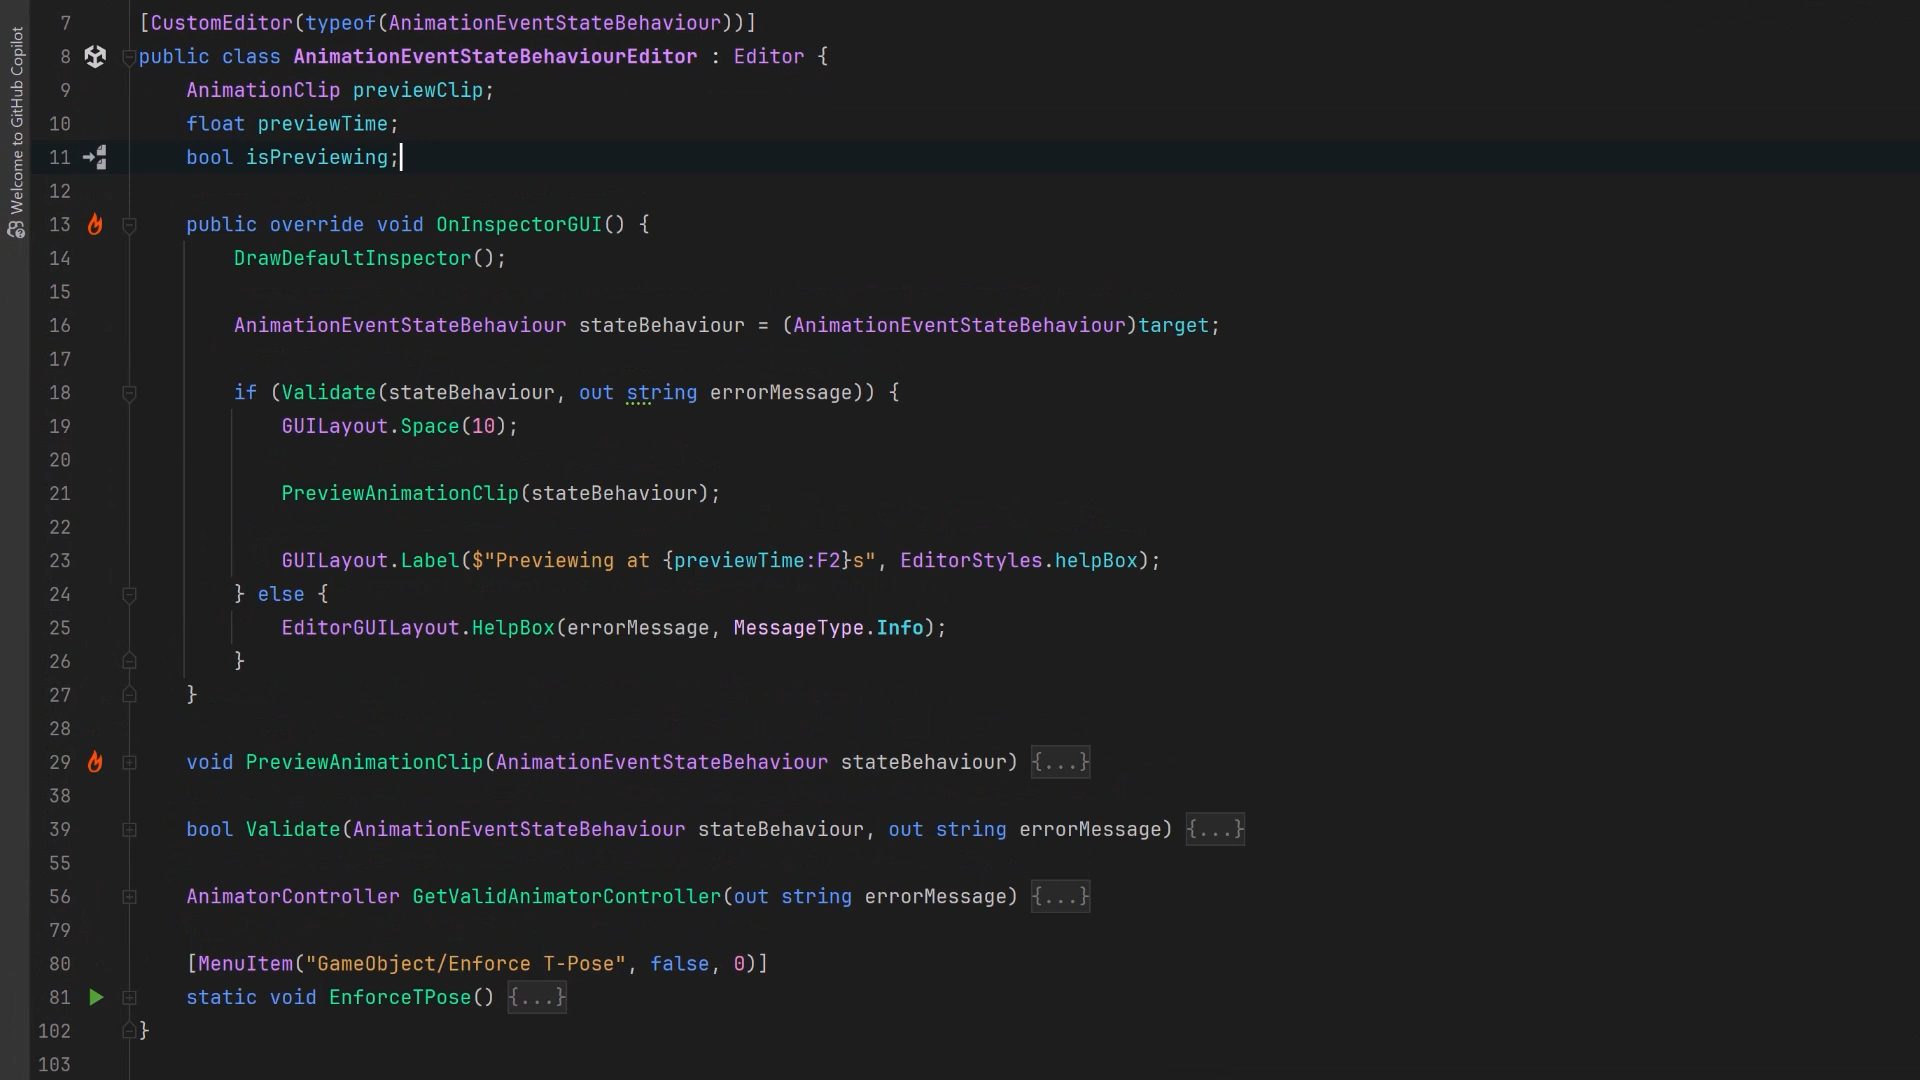 Welcome to GitHub Copilot
7 [CustomEditor(typeof(AnimationEventStateBehaviour))]
8 public class AnimationEventStateBehaviourEditor : Editor {
9 AnimationClip previewClip;
10 float previewTime;
11 bool isPreviewing;
12
13 public override void OnInspectorGUI() {
14 DrawDefaultInspector();
15
16 AnimationEventStateBehaviour stateBehaviour = (AnimationEventStateBehaviour)target;
17
18 if (Validate(stateBehaviour, out string errorMessage)) {
19 GUILayout.Space(10);
20
21 PreviewAnimationClip(stateBehaviour);
22
23 GUILayout.Label($"Previewing at {previewTime:F2}s", EditorStyles.helpBox);
24 } else {
25 EditorGUILayout.HelpBox(errorMessage, MessageType.Info);
26 }
27 }
28
29 void PreviewAnimationClip(AnimationEventStateBehaviour stateBehaviour) {...}
38
39 bool Validate(AnimationEventStateBehaviour stateBehaviour, out string errorMessage) {...}
55
56 AnimatorController GetValidAnimatorController(out string errorMessage) {...}
79
80 [MenuItem("GameObject/Enforce T-Pose", false, 0)]
81 static void EnforceTPose() {...}
102 }
103